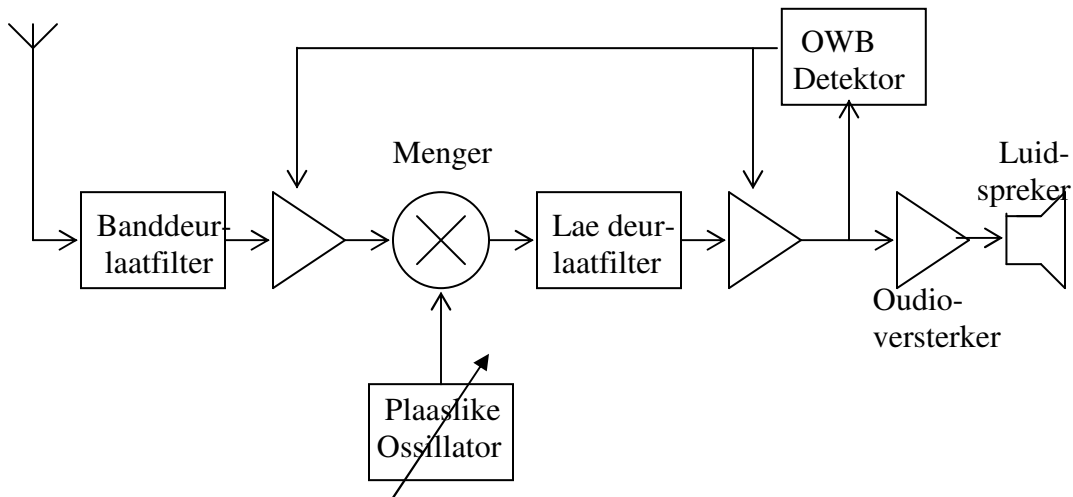 OWB
Detektor
Menger
Luid-
spreker
Banddeur-
laatfilter
Lae deur-
laatfilter
Oudio-
versterker
Plaaslike
Ossillator